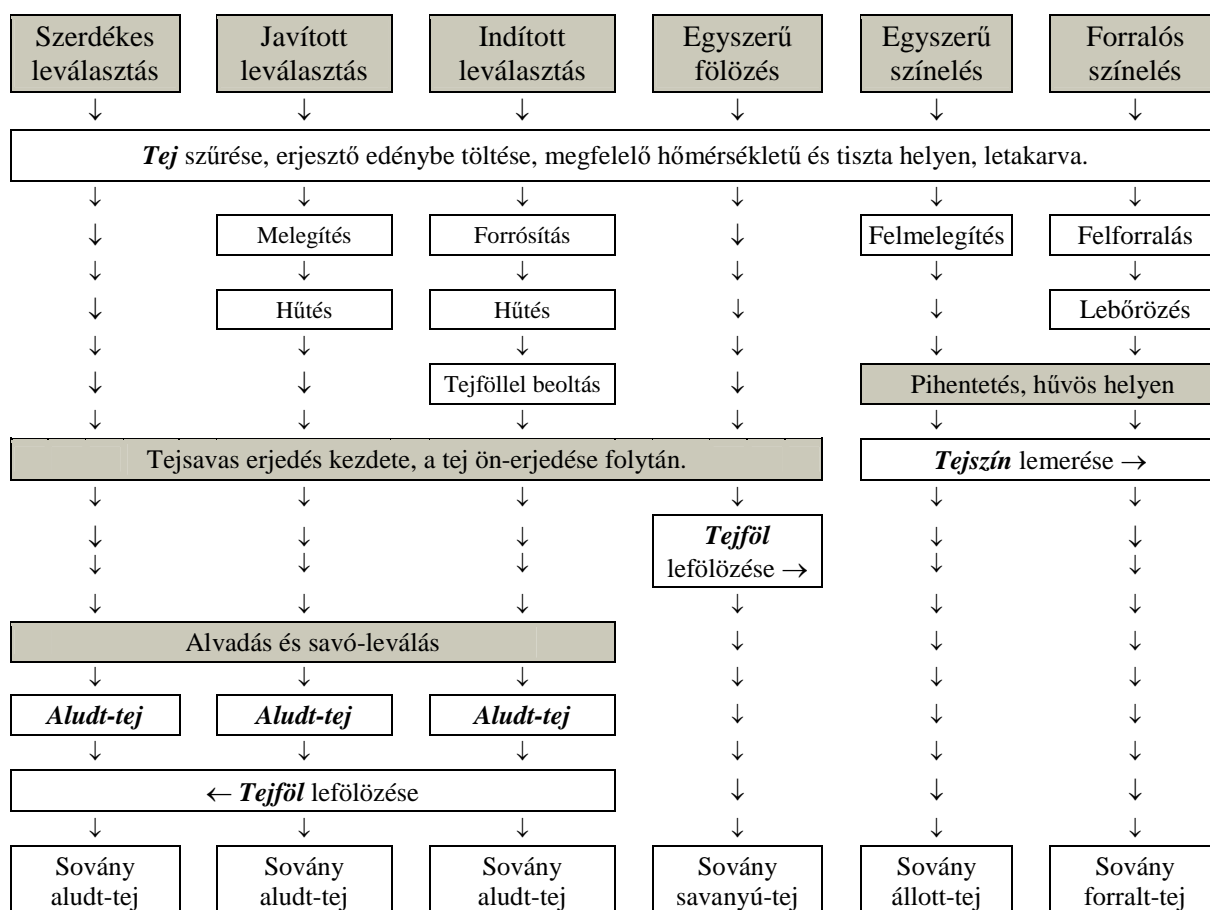 Szerdékes leválasztás
Javított leválasztás
Indított leválasztás
Egyszerű fölözés
Egyszerű színelés
Forralós színelés
↓ ↓ ↓ ↓ ↓ ↓
Tej szűrése, erjesztő edénybe töltése, megfelelő hőmérsékletű és tiszta helyen, letakarva.
↓ ↓ ↓ ↓ ↓ ↓
↓ Melegítés Forrósítás ↓ Felmelegítés Felforralás
↓ ↓ ↓ ↓ ↓ ↓
↓ Hűtés Hűtés ↓ ↓ Lebőrözés
↓ ↓ ↓ ↓ ↓ ↓
↓ ↓ Tejföllel beoltás ↓ Pihentetés, hűvös helyen
↓ ↓ ↓ ↓ ↓ ↓
Tejsavas erjedés kezdete, a tej ön-erjedése folytán. Tejszín lemerése →
↓ ↓ ↓ ↓ ↓ ↓
↓ ↓ ↓ Tejföl ↓ ↓
↓ ↓ ↓ lefölözése → ↓ ↓
↓ ↓ ↓ ↓ ↓ ↓
Alvadás és savó-leválás ↓ ↓ ↓
↓ ↓ ↓ ↓ ↓ ↓
Aludt-tej Aludt-tej Aludt-tej ↓ ↓ ↓
↓ ↓ ↓ ↓ ↓ ↓
← Tejföl lefölözése ↓ ↓ ↓
↓ ↓ ↓ ↓ ↓ ↓
Sovány aludt-tej
Sovány aludt-tej
Sovány aludt-tej
Sovány savanyú-tej
Sovány állott-tej
Sovány forralt-tej